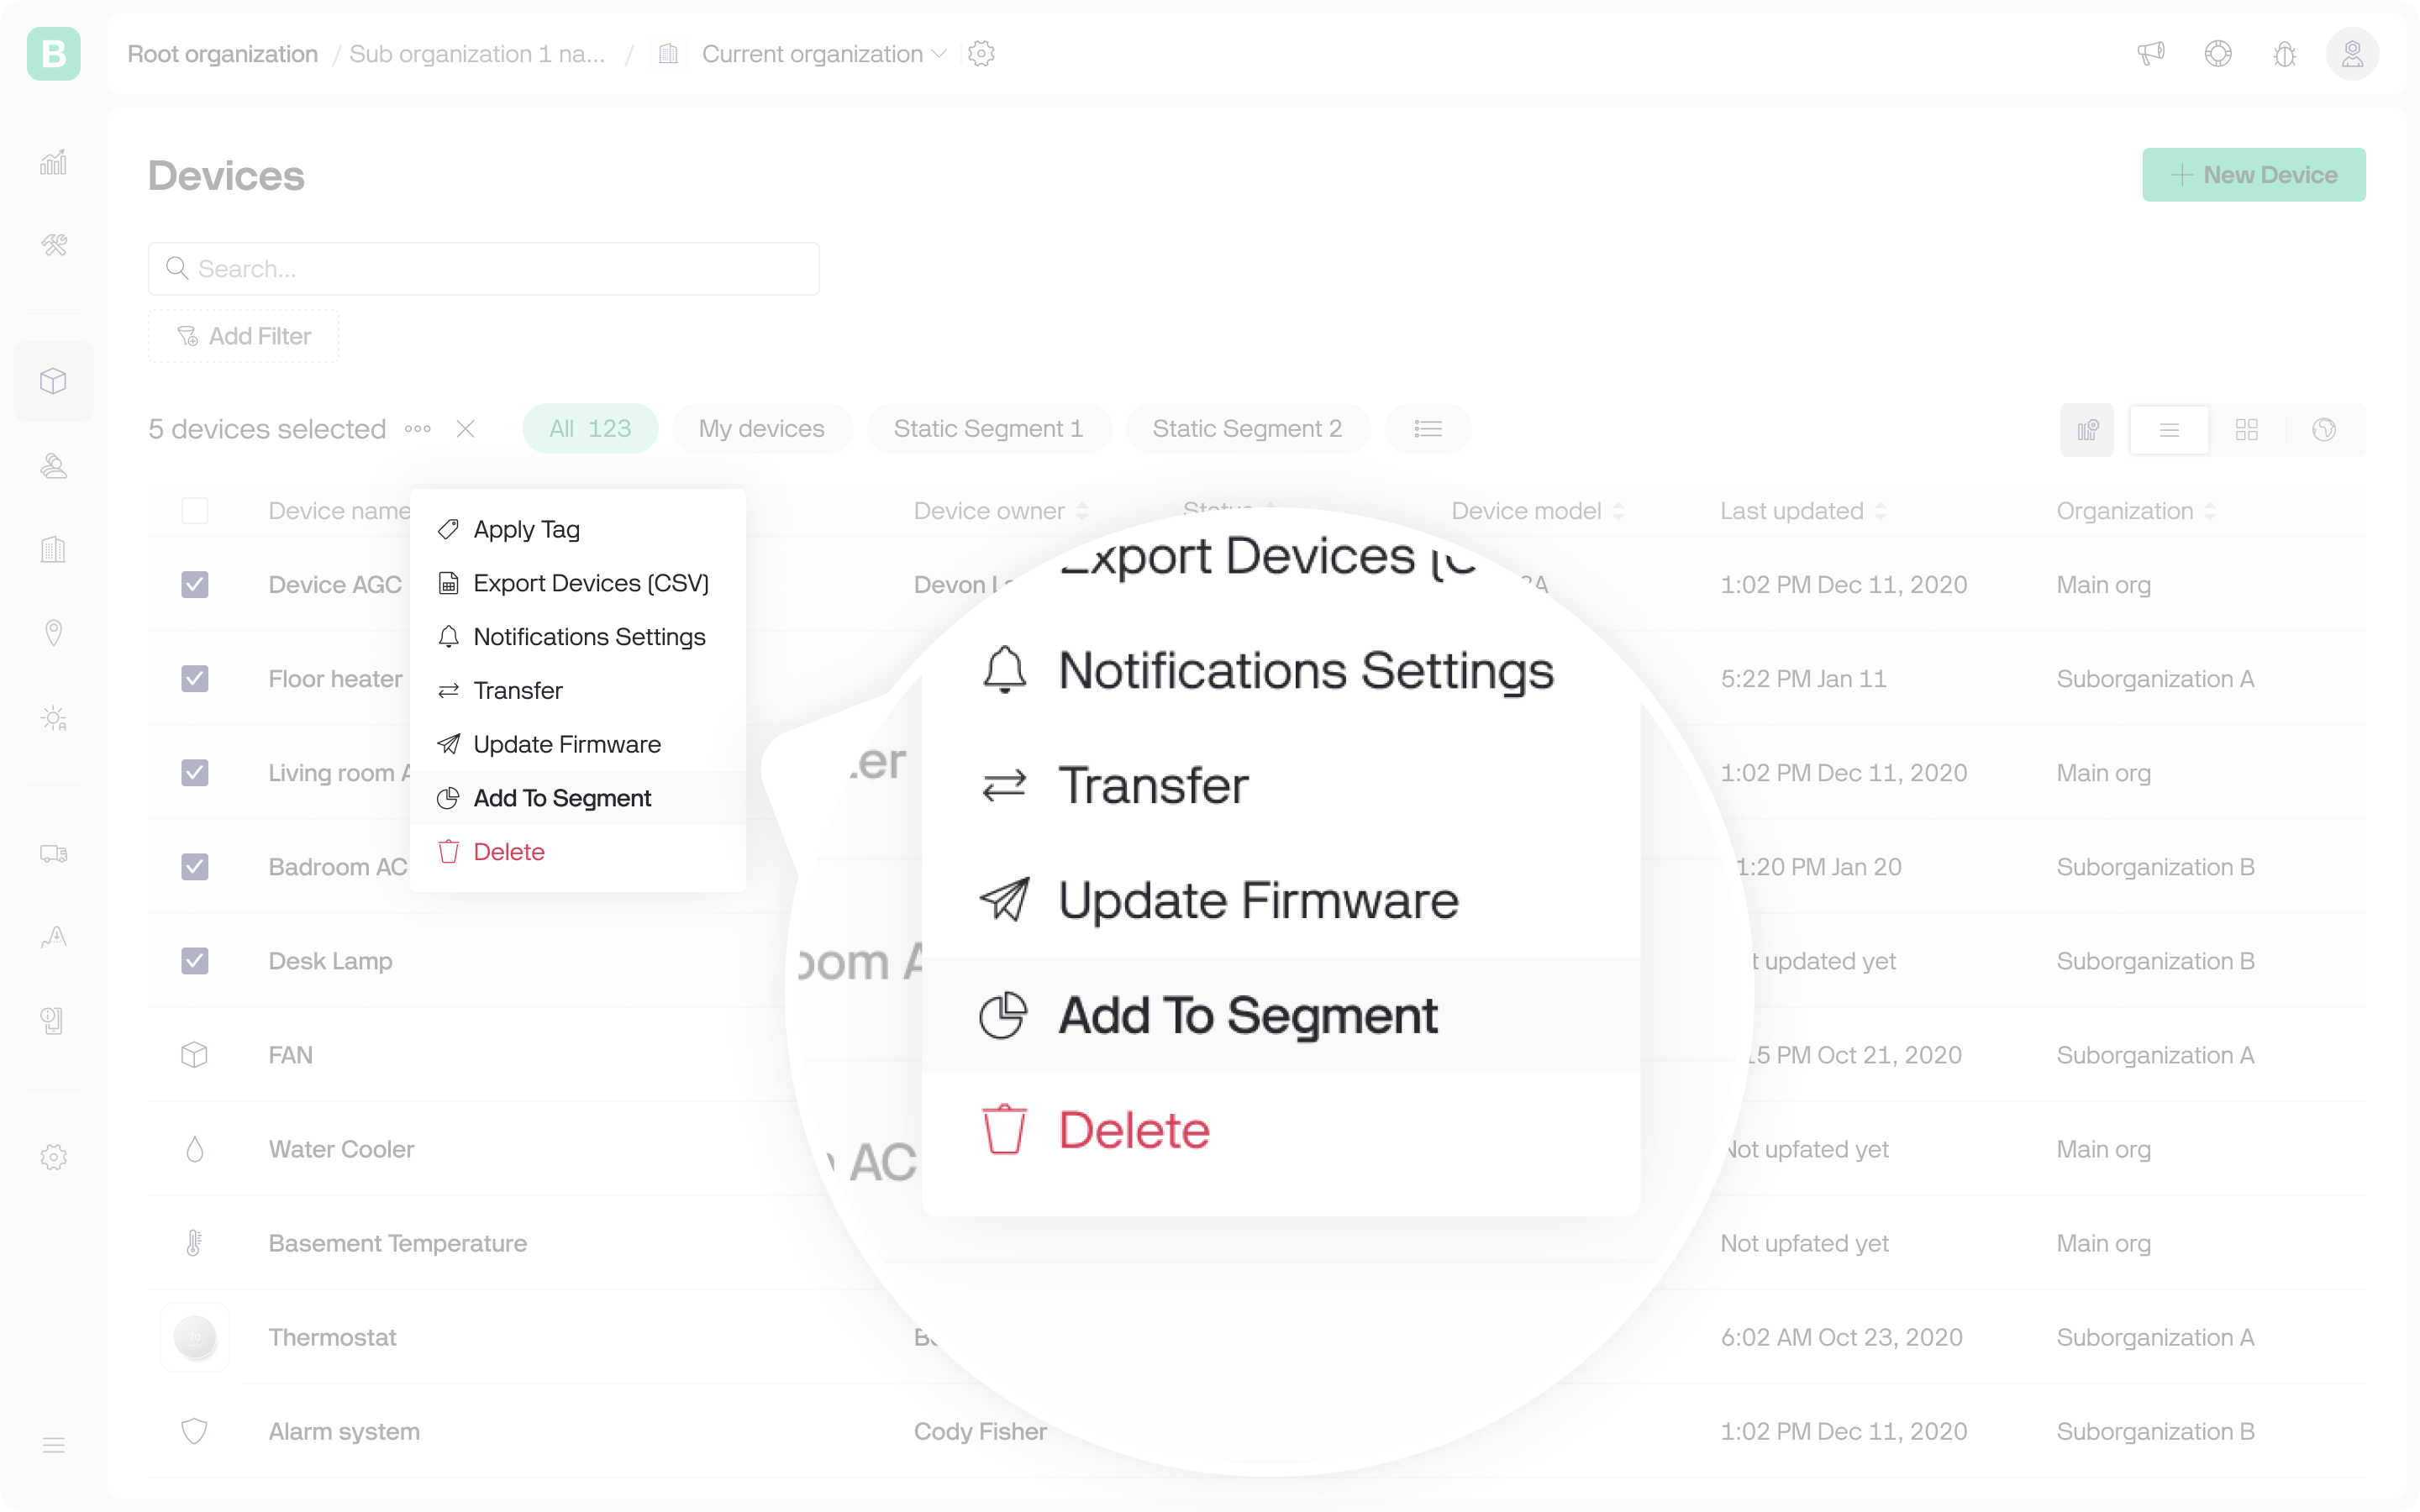 B
Root organization / Sub organization 1 na... / Current organization
Devices
New Device
Search...
Add Filter
5 devices selected
All 123
My devices
Static Segment 1
Static Segment 2
Device name
Device owner
Status
Device model
Last updated
Organization
Apply Tag
Export Devices (CSV)
Notifications Settings
Transfer
Update Firmware
Add To Segment
Delete
Device AGC
Devon
1:02 PM Dec 11, 2020
Main org
Floor heater
5:22 PM Jan 11
Suborganization A
Living room A
1:02 PM Dec 11, 2020
Main org
Badroom AC
1:20 PM Jan 20
Suborganization B
Desk Lamp
updated yet
Suborganization B
FAN
15 PM Oct 21, 2020
Suborganization A
Water Cooler
Not upfated yet
Main org
Basement Temperature
Not upfated yet
Main org
Thermostat
6:02 AM Oct 23, 2020
Suborganization A
Alarm system
Cody Fisher
1:02 PM Dec 11, 2020
Suborganization B
Export Devices
Notifications Settings
Transfer
Update Firmware
Add To Segment
Delete
er
oom A
AC